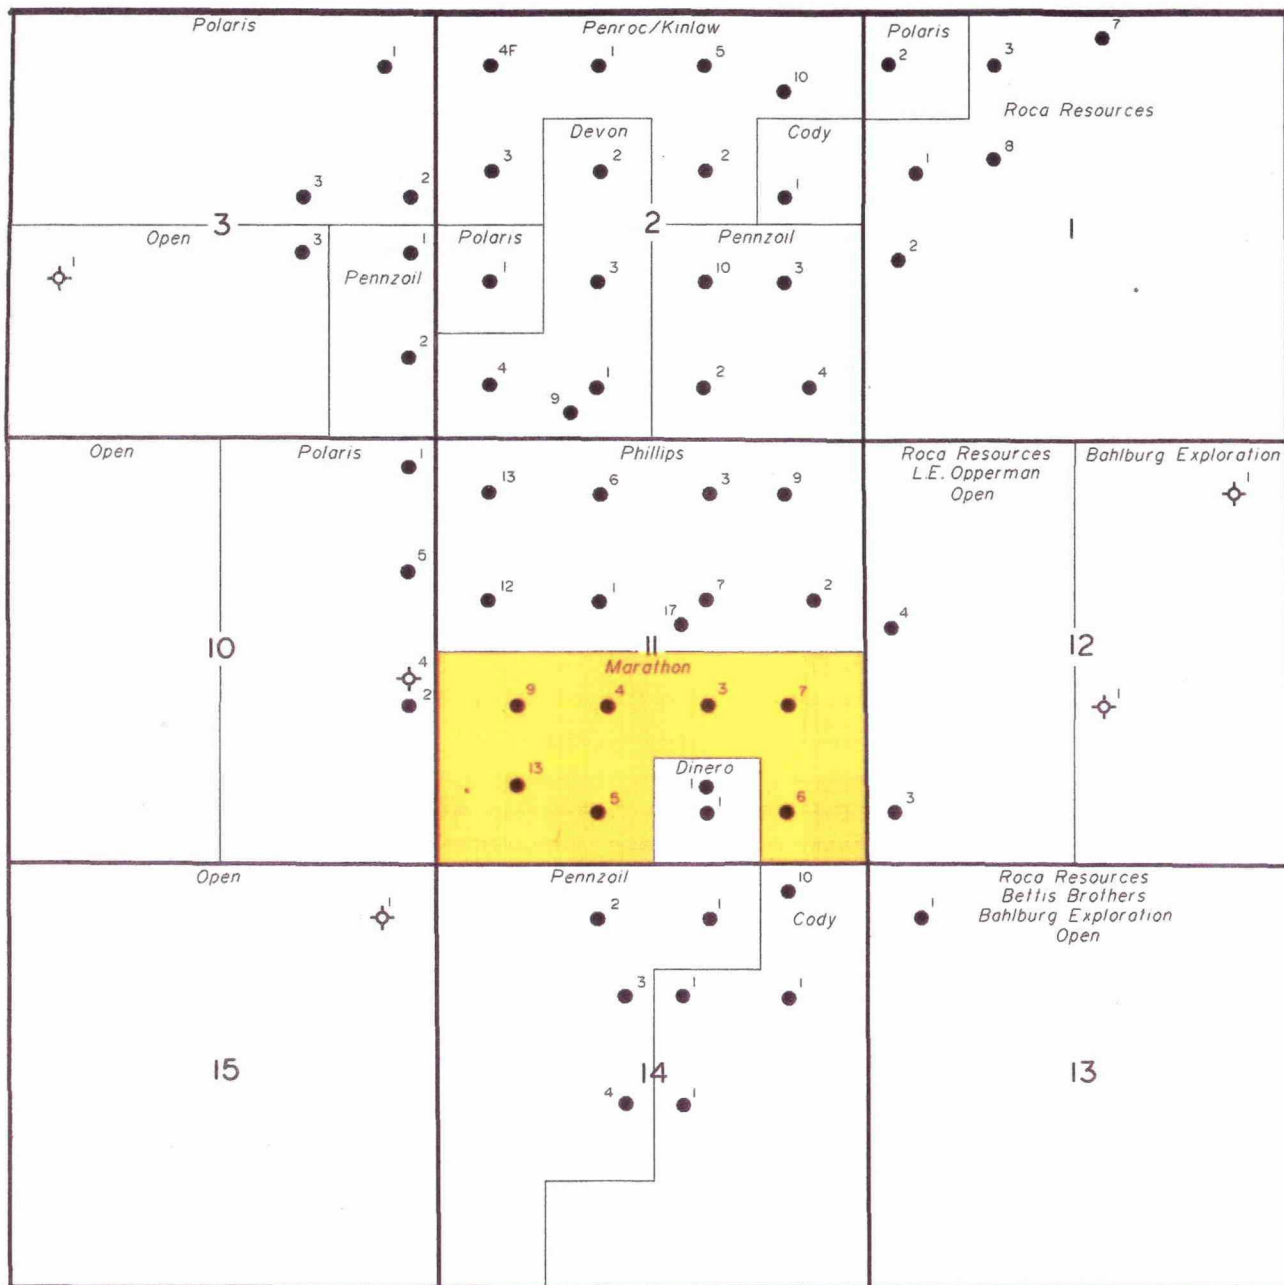 Polaris
1
3
2
3
Open
3
1
1
Pennzoil
2
Penroc/Kinlaw
4F
1
5
10
Devon
Cody
3
2
2
1
2
Polaris
Pennzoil
1
3
10
3
4
1
9
2
4
Polaris
2
3
7
Roca Resources
1
8
2
1
Open
Polaris
1
5
10
4
2
Phillips
13
6
3
9
12
1
7
2
17
11
Marathon
9
4
3
7
Dinero
13
1
5
1
6
Roca Resources
L.E. Opperman
Open
Bahlburg Exploration
1
4
12
1
3
Open
1
15
Pennzoil
10
2
1
Cody
3
1
1
14
4
1
Roca Resources
Bettis Brothers
Bahlburg Exploration
Open
1
13